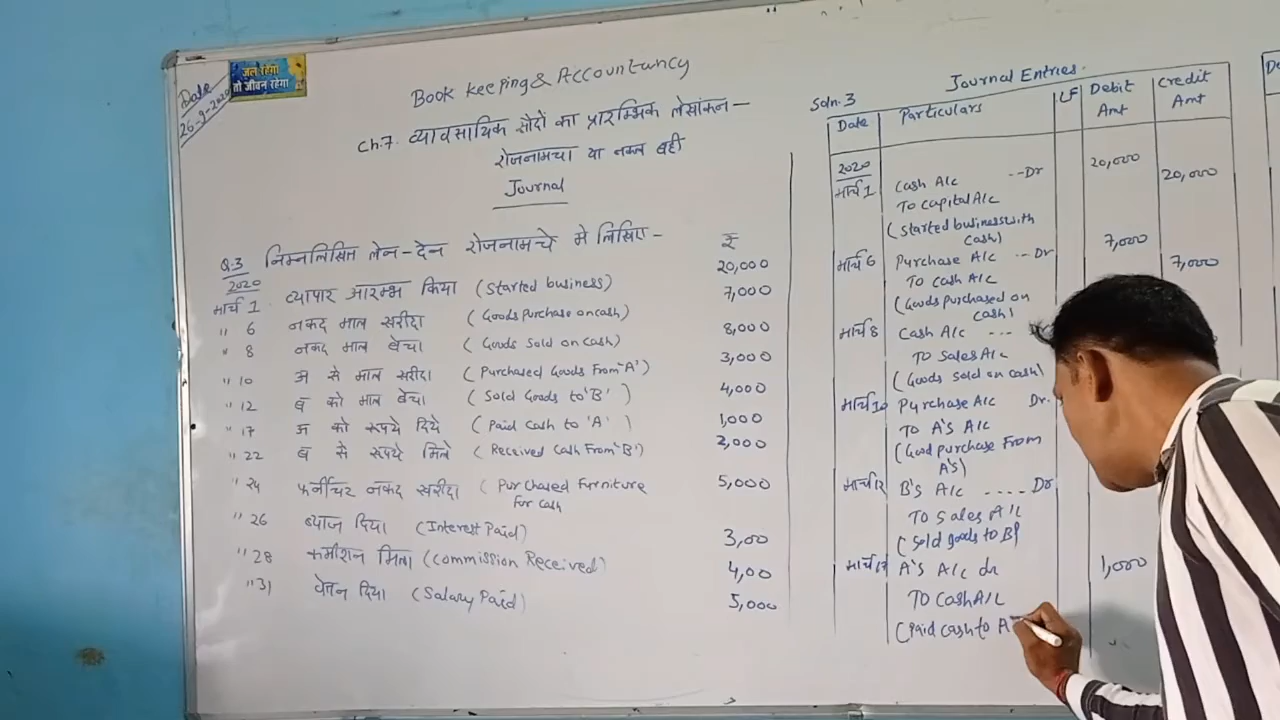 जल रहेगा
तो जीवन रहेगा
Date
26-9-2020
Book Keeping & Accountancy
Ch:7. व्यावसायिक सौदों का प्रारम्भिक लेखांकन -
रोजनामचा या नकल बही
Journal
Q.3 निम्नलिखित लेन-देन रोजनामचे मे लिखिए - ₹
2020
मार्च 1 व्यापार आरम्भ किया (Started business) 20,000
" 6 नकद माल खरीदा (Goods Purchase on cash) 7,000
" 8 नकद माल बेचा (Goods Sold on Cash) 8,000
" 10 अ से माल खरीदा (Purchased Goods From "A") 3,000
" 12 ब को माल बेचा (Sold Goods to 'B') 4,000
" 17 अ को रूपये दिये (Paid Cash to 'A') 1,000
" 22 ब से रूपये मिले (Received Cash From 'B') 2,000
" 24 फर्नीचर नकद खरीदा (Purchased Furniture 5,000
For Cash
" 26 ब्याज दिया (Interest Paid) 3,00
" 28 कमीशन मिला (Commission Received) 4,00
" 31 वेतन दिया (Salary Paid) 5,000
Soln. 3 Journal Entries.
Date Particulars LF Debit Amt Credit Amt
2020
मार्च 1 Cash A/c --Dr 20,000
To Capital A/c 20,000
(Started business with
cash)
मार्च 6 Purchase A/c --Dr 7,000
To Cash A/c 7,000
(Goods purchased on
cash)
मार्च 8 Cash A/c ---
To Sales A/c
(Goods sold on cash)
मार्च 10 Purchase A/c Dr.
To A's A/c
(Good purchase From
A's)
मार्च 12 B's A/c ---- Dr
To Sales A/c
(Sold goods to B)
मार्च 17 A's A/c dr 1,000
To Cash A/c
(Paid cash to A